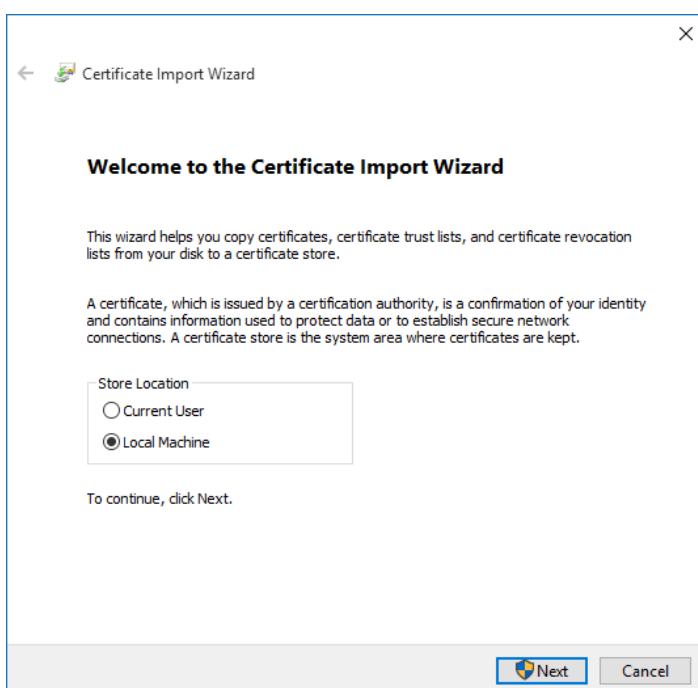 Certificate Import Wizard
Welcome to the Certificate Import Wizard
This wizard helps you copy certificates, certificate trust lists, and certificate revocation
lists from your disk to a certificate store.
A certificate, which is issued by a certification authority, is a confirmation of your identity
and contains information used to protect data or to establish secure network
connections. A certificate store is the system area where certificates are kept.
Store Location
Current User
Local Machine
To continue, click Next.
Next
Cancel